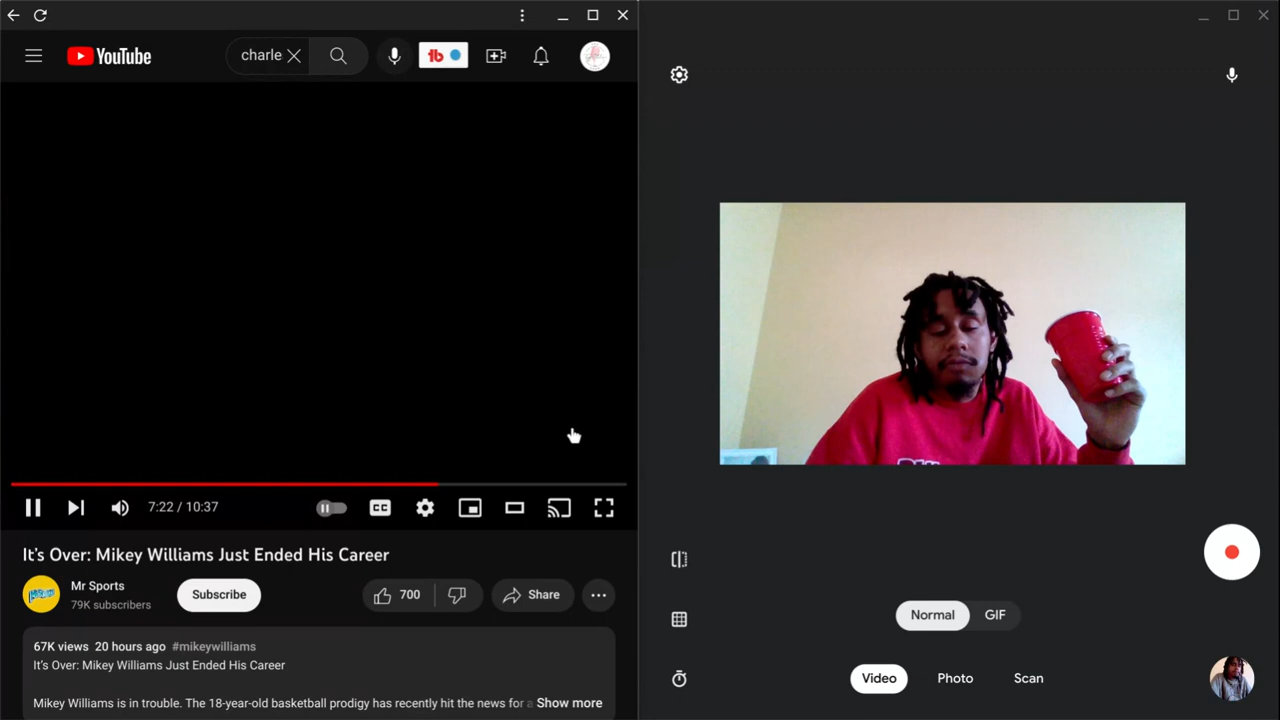 YouTube
charle
7:22 / 10:37
CC
It's Over: Mikey Williams Just Ended His Career
Mr Sports
79K subscribers
Subscribe
700
Share
67K views 20 hours ago #mikeywilliams
It's Over: Mikey Williams Just Ended His Career
Mikey Williams is in trouble. The 18-year-old basketball prodigy has recently hit the news for a Show more
Normal
GIF
Video
Photo
Scan